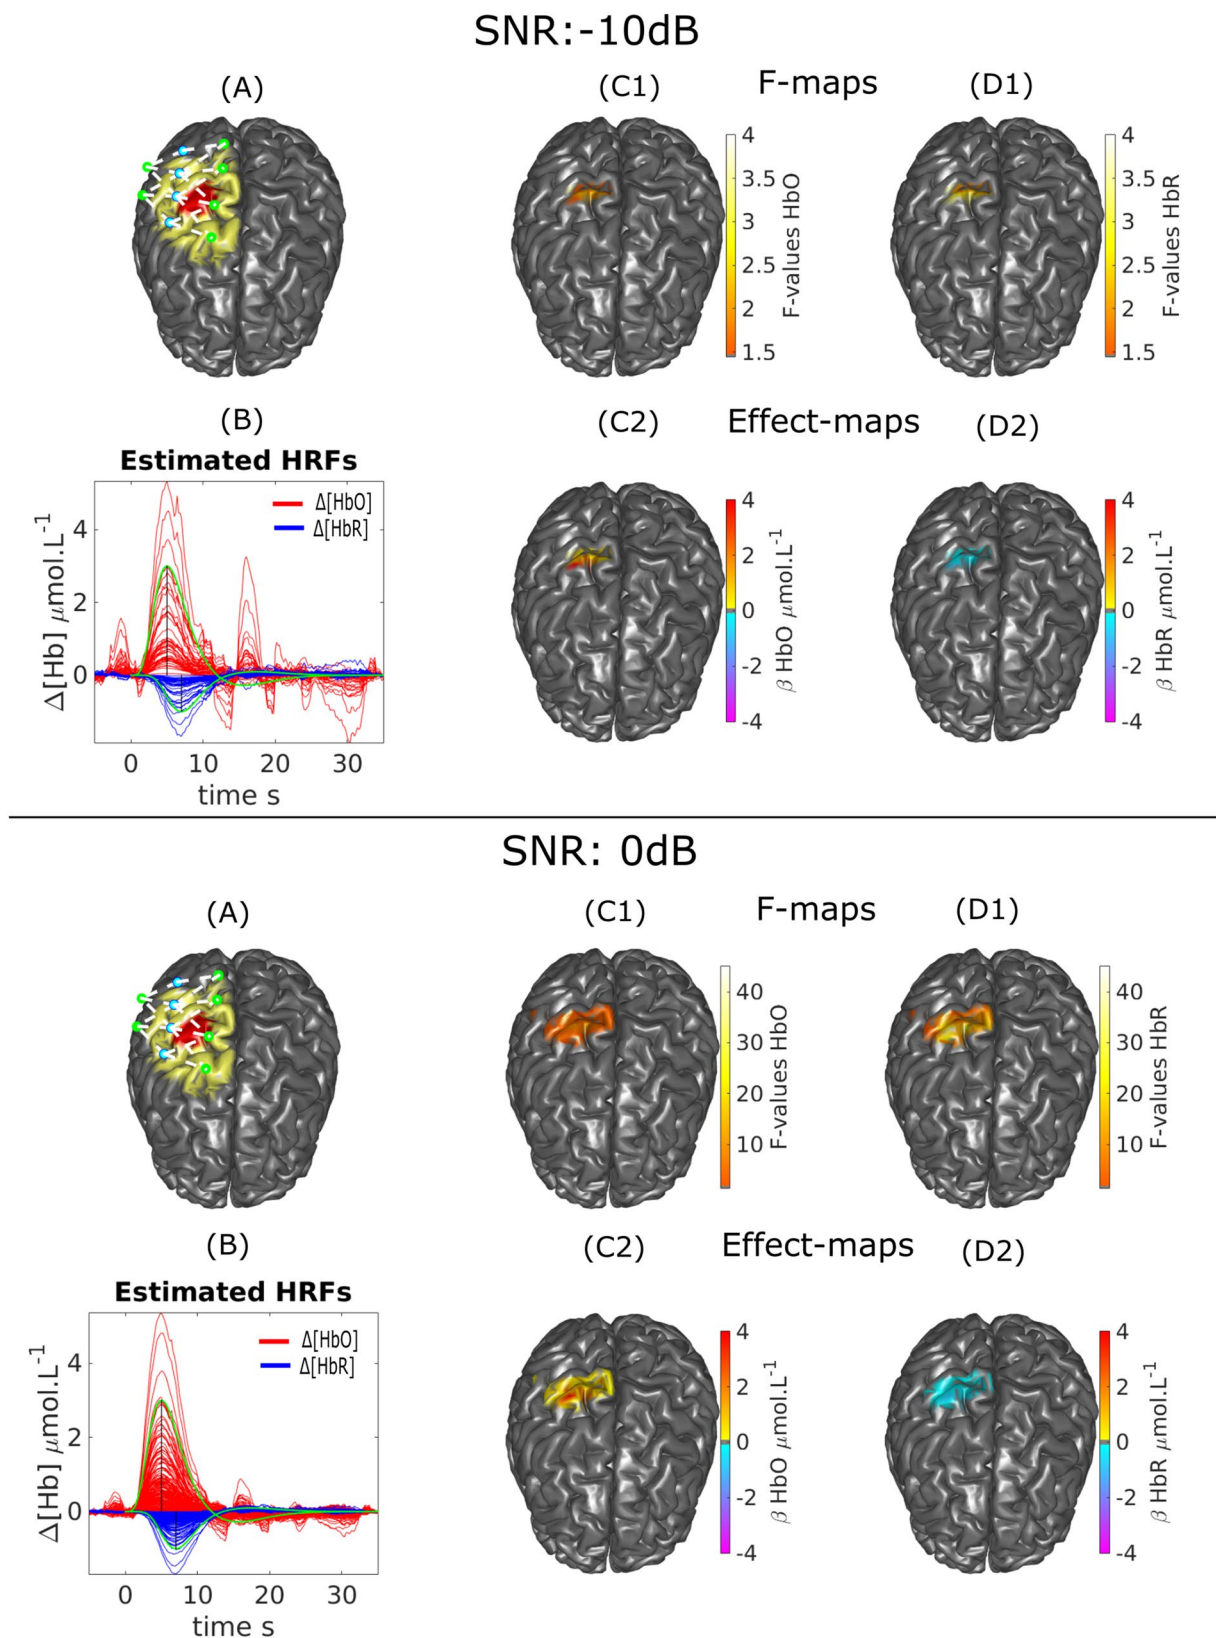 SNR:-10dB
(A)
(C1)
F-maps
(D1)
4
3.5
3
2.5
2
1.5
F-values HbO
4
3.5
3
2.5
2
1.5
F-values HbR
(B)
(C2)
Effect-maps
(D2)
Estimated HRFs
Δ[HbO]
Δ[HbR]
4
2
0
Δ[Hb] μmol.L-1
0 10 20 30
time s
4
2
0
-2
-4
β HbO μmol.L-1
4
2
0
-2
-4
β HbR μmol.L-1
SNR: 0dB
(A)
(C1)
F-maps
(D1)
40
30
20
10
F-values HbO
40
30
20
10
F-values HbR
(B)
(C2)
Effect-maps
(D2)
Estimated HRFs
Δ[HbO]
Δ[HbR]
4
2
0
Δ[Hb] μmol.L-1
0 10 20 30
time s
4
2
0
-2
-4
β HbO μmol.L-1
4
2
0
-2
-4
β HbR μmol.L-1